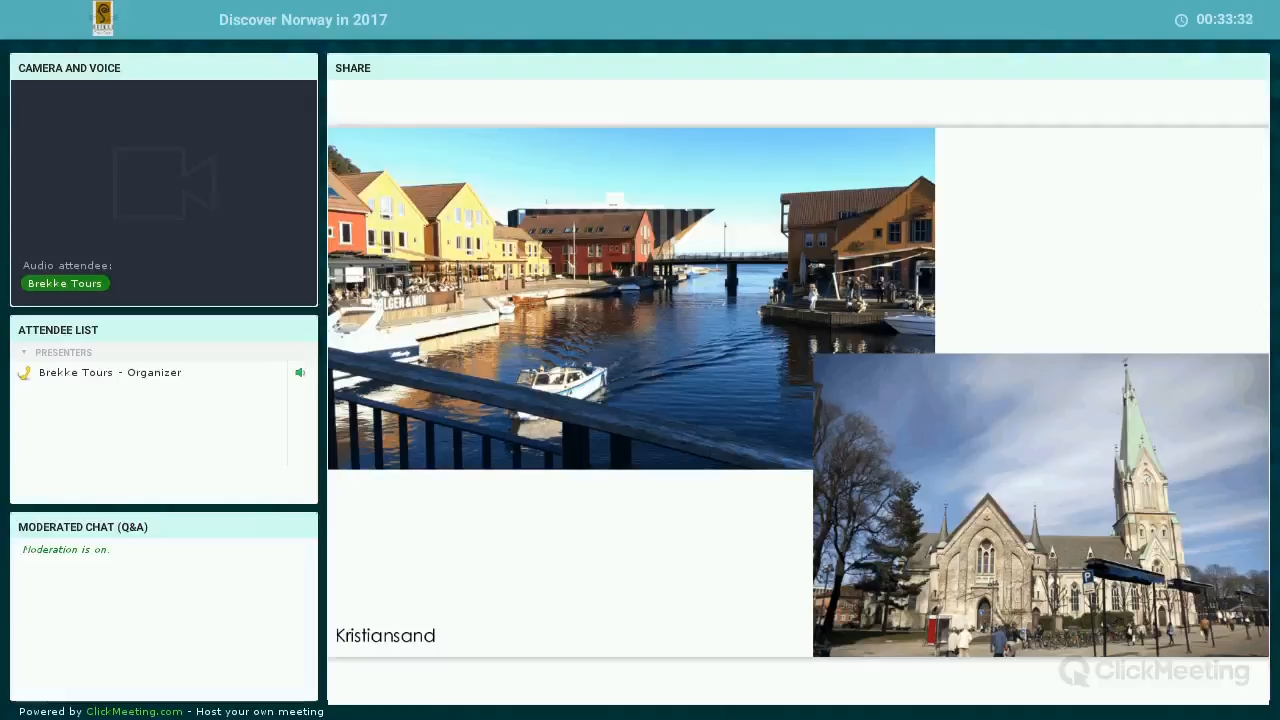 Discover Norway in 2017
00:33:32
CAMERA AND VOICE
Audio attendee:
Brekke Tours
ATTENDEE LIST
PRESENTERS
Brekke Tours - Organizer
MODERATED CHAT (Q&A)
Moderation is on.
SHARE
P
Kristiansand
ClickMeeting
Powered by ClickMeeting.com - Host your own meeting